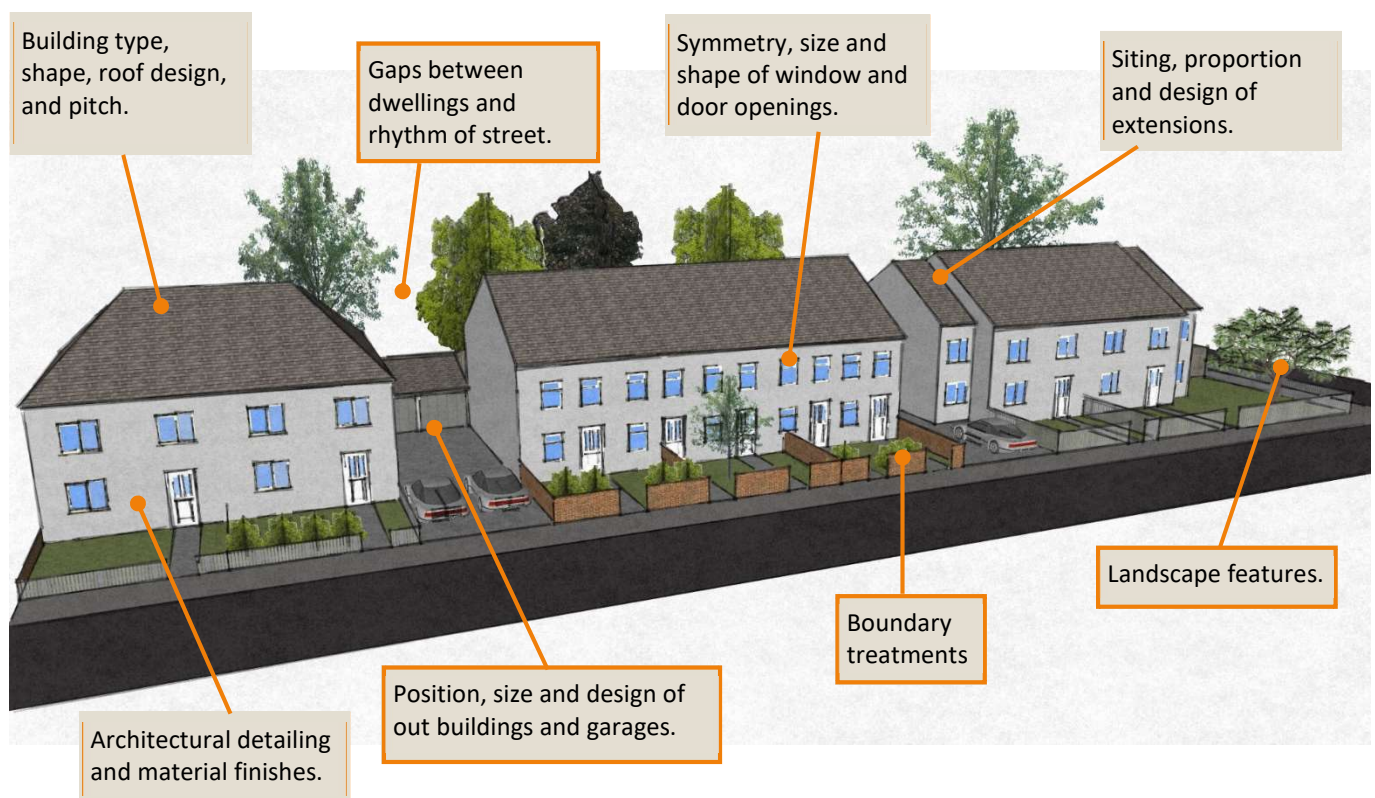 Building type,
shape, roof design,
and pitch.
Gaps between
dwellings and
rhythm of street.
Symmetry, size and
shape of window and
door openings.
Siting, proportion
and design of
extensions.
Landscape features.
Boundary
treatments
Position, size and design of
out buildings and garages.
Architectural detailing
and material finishes.